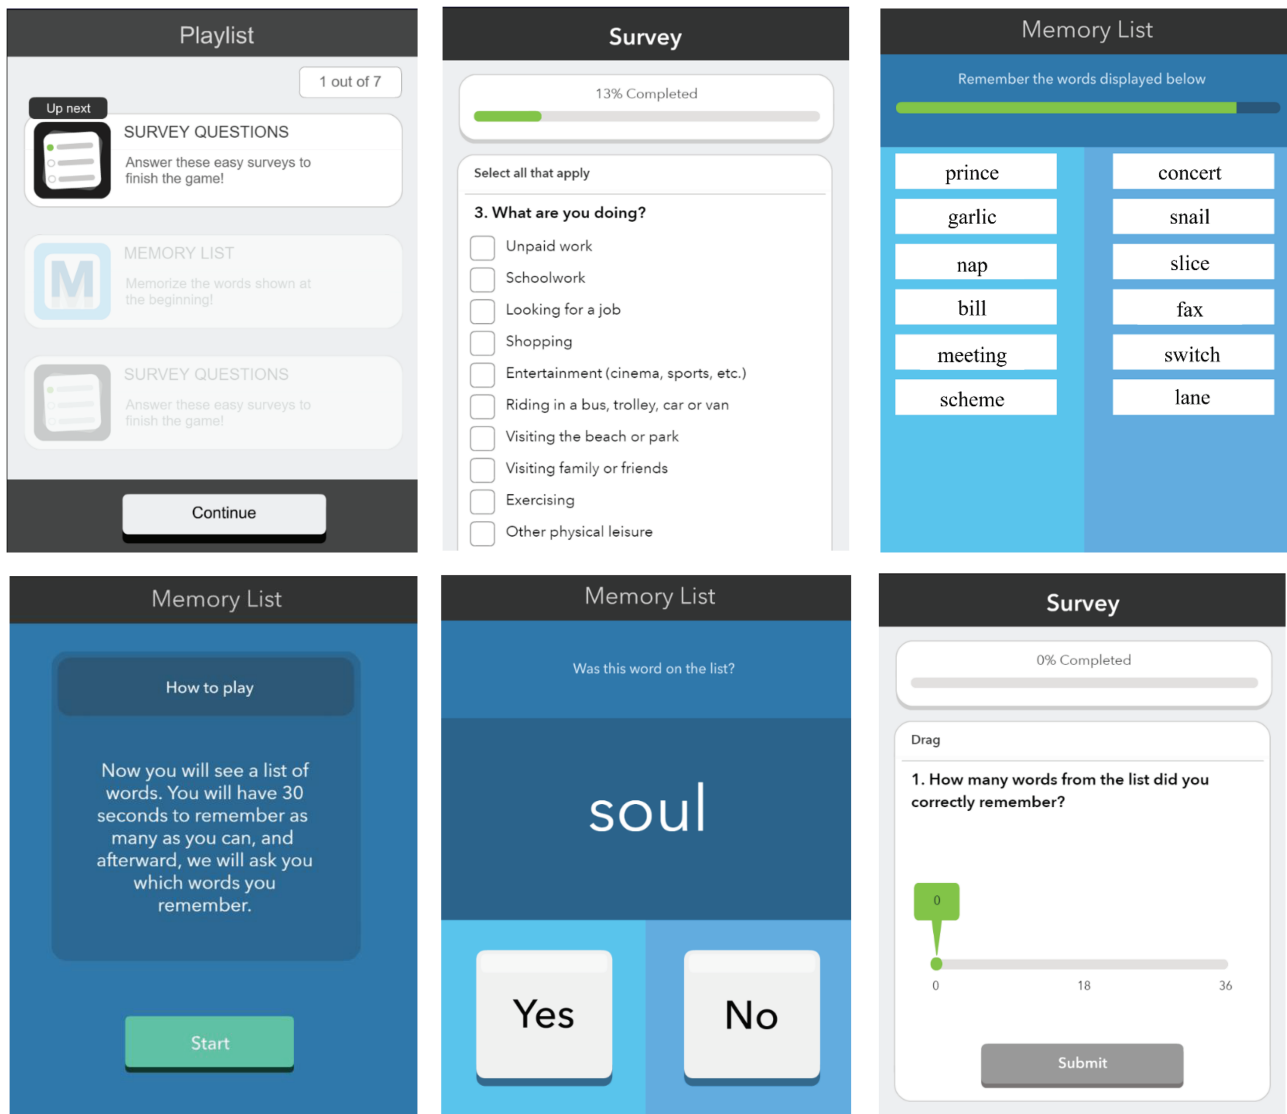 Playlist
1 out of 7
Up next
SURVEY QUESTIONS
Answer these easy surveys to
finish the game!
MEMORY LIST
Memorize the words shown at
the beginning!
SURVEY QUESTIONS
Answer these easy surveys to
finish the game!
Continue
Survey
13% Completed
Select all that apply
3. What are you doing?
Unpaid work
Schoolwork
Looking for a job
Shopping
Entertainment (cinema, sports, etc.)
Riding in a bus, trolley, car or van
Visiting the beach or park
Visiting family or friends
Exercising
Other physical leisure
Memory List
Remember the words displayed below
prince concert
garlic snail
nap slice
bill fax
meeting switch
scheme lane
Memory List
How to play
Now you will see a list of
words. You will have 30
seconds to remember as
many as you can, and
afterward, we will ask you
which words you
remember.
Start
Memory List
Was this word on the list?
soul
Yes No
Survey
0% Completed
Drag
1. How many words from the list did you
correctly remember?
0
0 18 36
Submit